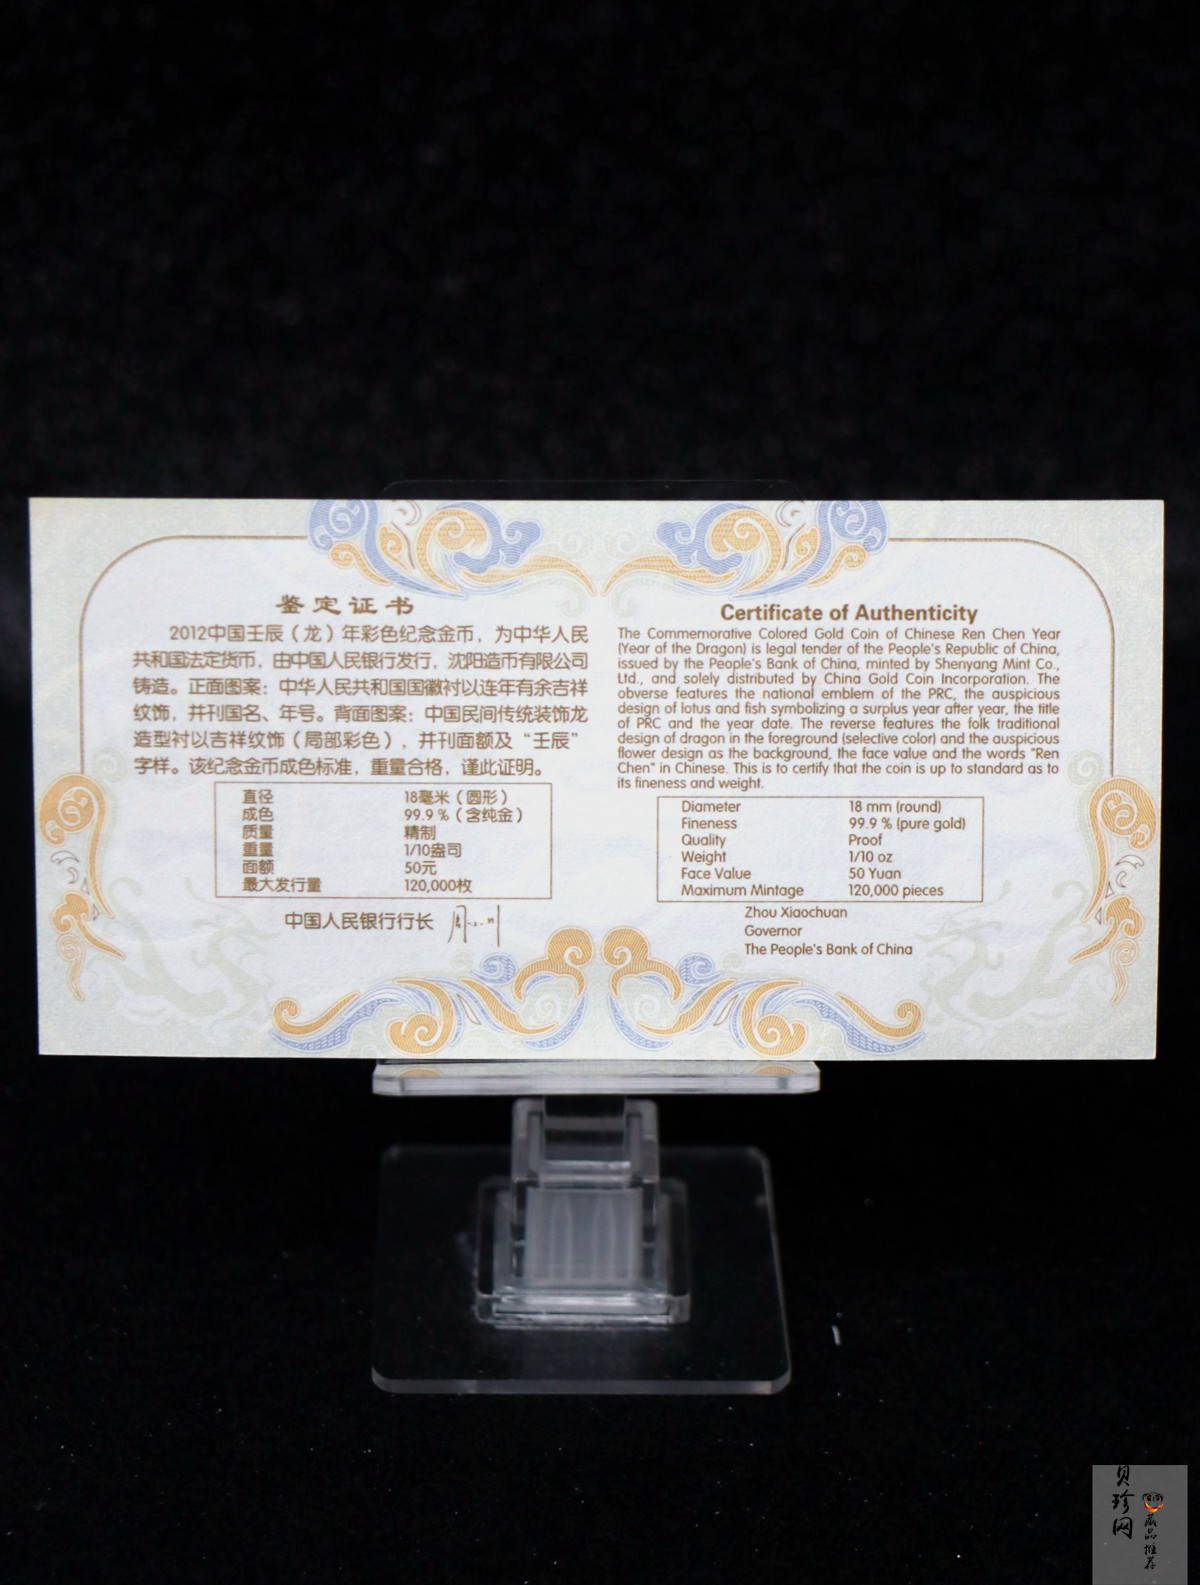 鉴定证书
2012中国壬辰（龙）年彩色纪念金币，为中华人民
共和国法定货币，由中国人民银行发行，沈阳造币有限公司
铸造。正面图案：中华人民共和国国徽衬以连年有余吉祥
纹饰，并刊国名、年号。背面图案：中国民间传统装饰龙
造型衬以吉祥纹饰（局部彩色），并刊面额及“壬辰”
字样。该纪念金币成色标准，重量合格，谨此证明。
直径 18毫米（圆形）
成色 99.9 %（含纯金）
质量 精制
重量 1/10盎司
面额 50元
最大发行量 120,000枚
中国人民银行行长
Certificate of Authenticity
The Commemorative Colored Gold Coin of Chinese Ren Chen Year
(Year of the Dragon) is legal tender of the People's Republic of China,
issued by the People's Bank of China, minted by Shenyang Mint Co.,
Ltd., and solely distributed by China Gold Coin Incorporation. The
obverse features the national emblem of the PRC, the auspicious
design of lotus and fish symbolizing a surplus year after year, the title
of PRC and the year date. The reverse features the folk traditional
design of dragon in the foreground (selective color) and the auspicious
flower design as the background, the face value and the words "Ren
Chen" in Chinese. This is to certify that the coin is up to standard as to
its fineness and weight.
Diameter 18 mm (round)
Fineness 99.9 % (pure gold)
Quality Proof
Weight 1/10 oz
Face Value 50 Yuan
Maximum Mintage 120,000 pieces
Zhou Xiaochuan
Governor
The People's Bank of China
贝珍网
藏品推荐